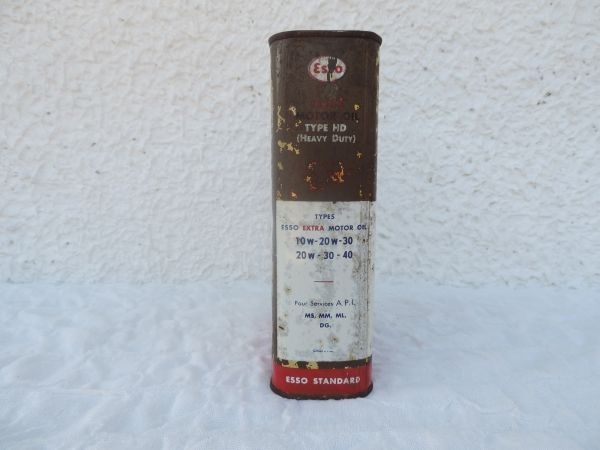 Esso
MOTOR OIL
TYPE HD
(HEAVY DUTY)
TYPES
ESSO EXTRA MOTOR OIL
10W-20W-30
20W-30-40
Pour Services A.P.I.
MS. MM. ML.
DG.
ESSO STANDARD